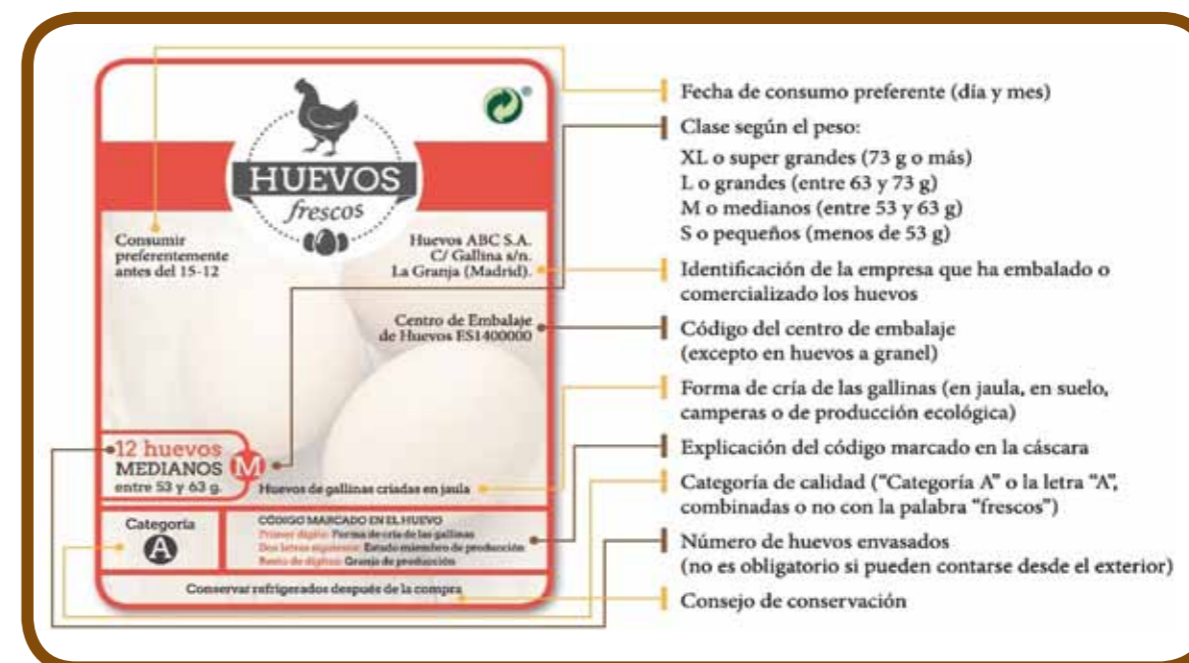 HUEVOS
frescos
Consumir
preferentemente
antes del 15-12
Huevos ABC S.A.
C/ Gallina s/n.
La Granja (Madrid).
Centro de Embalaje
de Huevos ES1400000
12 huevos
MEDIANOS
entre 53 y 63 g.
M
Huevos de gallinas criadas en jaula
Categoría
A
CÓDIGO MARCADO EN EL HUEVO
Primer dígito: Forma de cría de las gallinas
Dos letras siguientes: Estado miembro de producción
Resto de dígitos: Granja de producción
Conservar refrigerados después de la compra
Fecha de consumo preferente (día y mes)
Clase según el peso:
XL o super grandes (73 g o más)
L o grandes (entre 63 y 73 g)
M o medianos (entre 53 y 63 g)
S o pequeños (menos de 53 g)
Identificación de la empresa que ha embalado o
comercializado los huevos
Código del centro de embalaje
(excepto en huevos a granel)
Forma de cría de las gallinas (en jaula, en suelo,
camperas o de producción ecológica)
Explicación del código marcado en la cáscara
Categoría de calidad (“Categoría A” o la letra “A”,
combinadas o no con la palabra “frescos”)
Número de huevos envasados
(no es obligatorio si pueden contarse desde el exterior)
Consejo de conservación